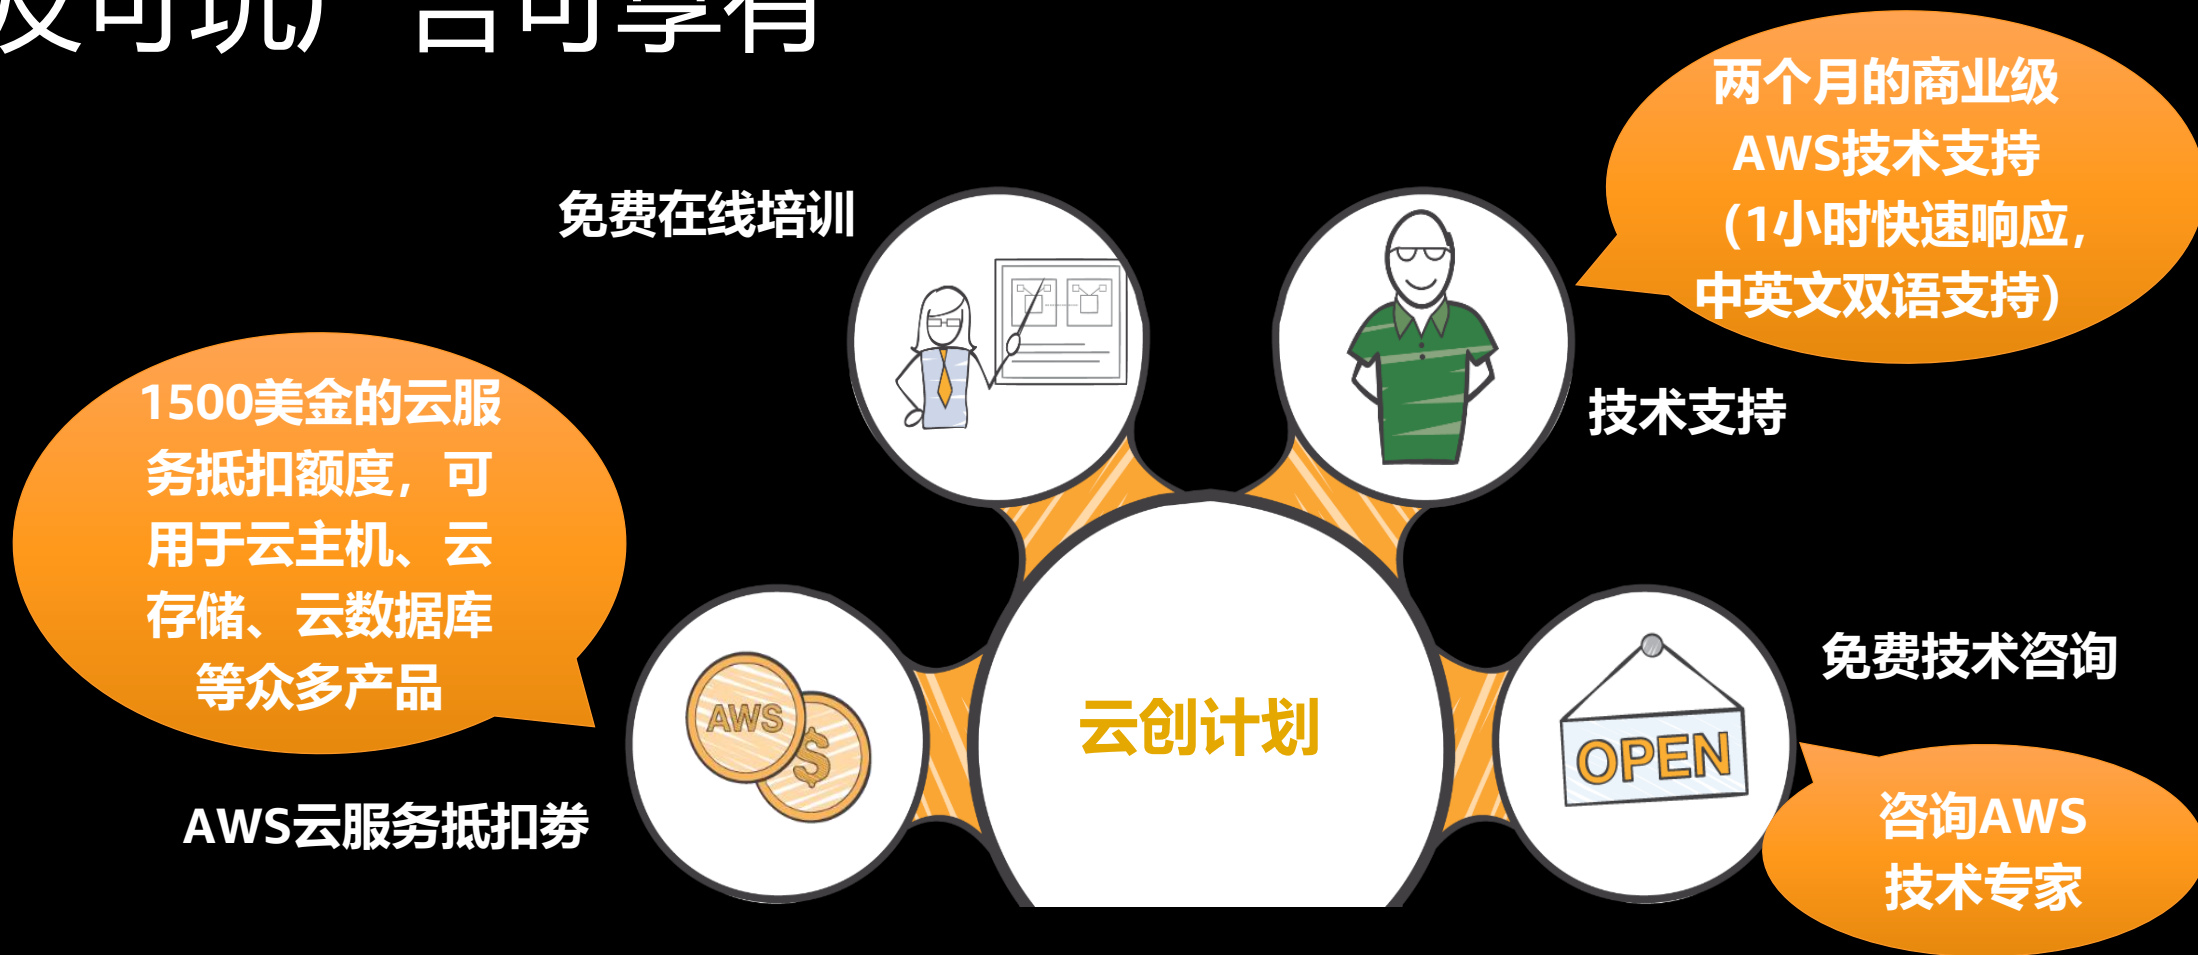 免费在线培训
两个月的商业级
AWS技术支持
（1小时快速响应,
中英文双语支持）
技术支持
1500美金的云服
务抵扣额度，可
用于云主机、云
存储、云数据库
等众多产品
AWS
$
AWS云服务抵扣券
云创计划
OPEN
免费技术咨询
咨询AWS
技术专家